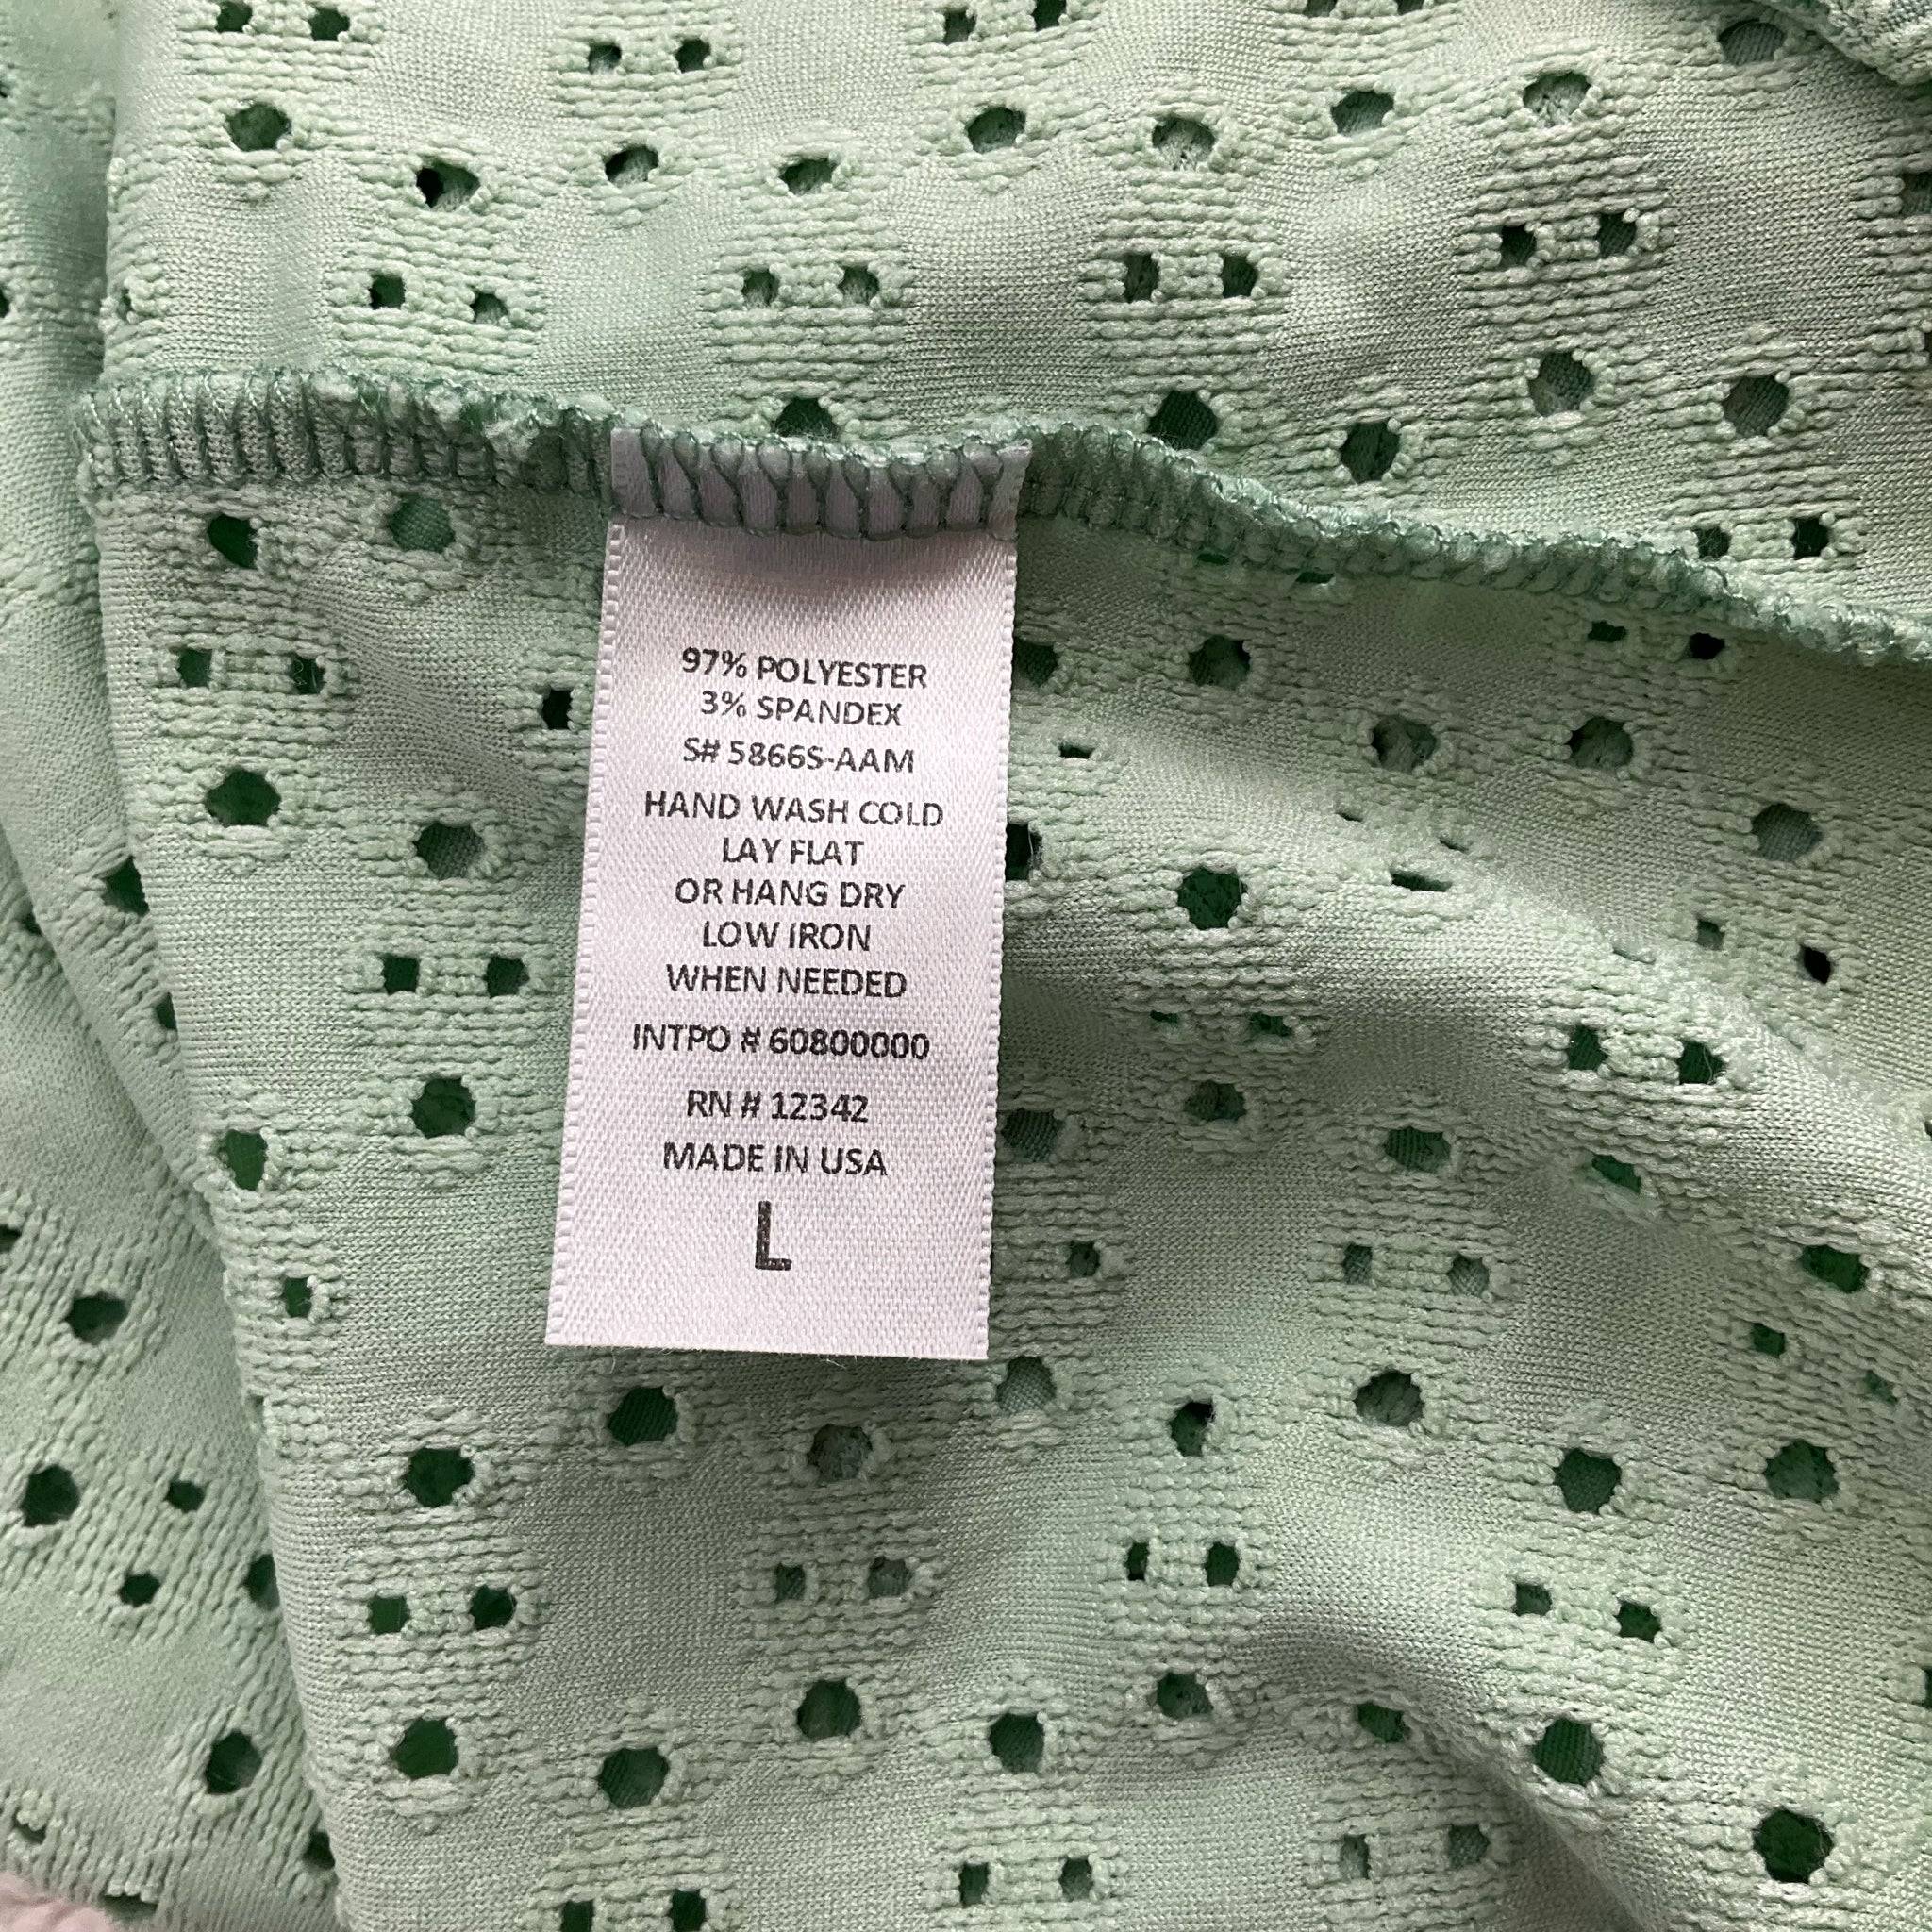 97% POLYESTER
3% SPANDEX
S# 5866S-AAM
HAND WASH COLD
LAY FLAT
OR HANG DRY
LOW IRON
WHEN NEEDED
INTPO # 60800000
RN # 12342
MADE IN USA
L